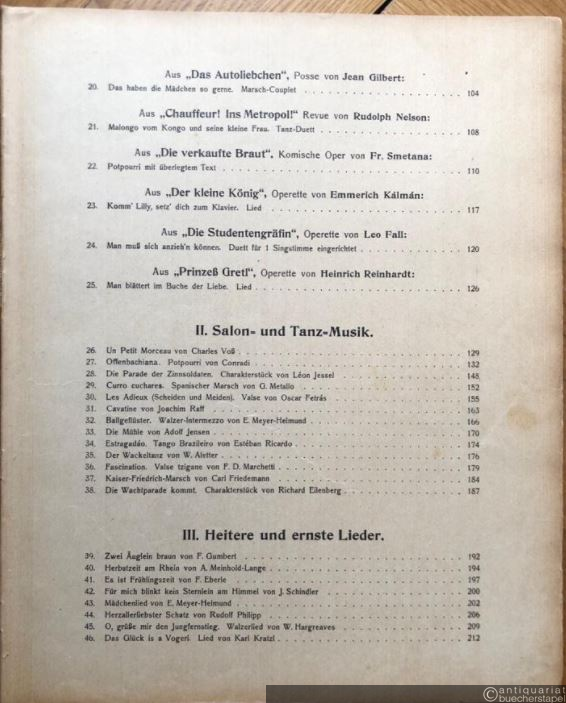 Aus „Das Autoliebchen", Posse von Jean Gilbert:
20. Das haben die Mädchen so gerne. Marsch-Couplet . . . . . . . . . . . . . . . . . 104
Aus „Chauffeur! Ins Metropol!" Revue von Rudolph Nelson:
21. Malongo vom Kongo und seine kleine Frau. Tanz-Duett . . . . . . . . . . . . . . . 108
Aus „Die verkaufte Braut", Komische Oper von Fr. Smetana:
22. Potpourri mit überlegtem Text . . . . . . . . . . . . . . . . . . . . . . . . . 110
Aus „Der kleine König", Operette von Emmerich Kálmán:
23. Komm' Lilly, setz' dich zum Klavier. Lied . . . . . . . . . . . . . . . . . . . . 117
Aus „Die Studentengräfin", Operette von Leo Fall:
24. Man muß sich anzieh'n können. Duett für 1 Singstimme eingerichtet . . . . . . . . . . 120
Aus „Prinzeß Gretl", Operette von Heinrich Reinhardt:
25. Man blättert im Buche der Liebe. Lied . . . . . . . . . . . . . . . . . . . . . 126
II. Salon- und Tanz-Musik.
26. Un Petit Morceau von Charles Voß . . . . . . . . . . . . . . . . . . . . . . . 129
27. Offenbachiana. Potpourri von Conradi . . . . . . . . . . . . . . . . . . . . . . 132
28. Die Parade der Zinnsoldaten. Charakterstück von Léon Jessel . . . . . . . . . . . . . 148
29. Curro cuchares. Spanischer Marsch von G. Metallo . . . . . . . . . . . . . . . . . 152
30. Les Adieux (Scheiden und Meiden). Valse von Oscar Fetrás . . . . . . . . . . . . . . 155
31. Cavatine von Joachim Raff . . . . . . . . . . . . . . . . . . . . . . . . . . 163
32. Ballgeflüster. Walzer-Intermezzo von E. Meyer-Helmund . . . . . . . . . . . . . . . 166
33. Die Mühle von Adolf Jensen . . . . . . . . . . . . . . . . . . . . . . . . . . 170
34. Estragadão. Tango Brazileiro von Estéban Ricardo . . . . . . . . . . . . . . . . . 174
35. Der Wackeltanz von W. Aletter . . . . . . . . . . . . . . . . . . . . . . . . . 176
36. Fascination. Valse tzigane von F. D. Marchetti . . . . . . . . . . . . . . . . . . 179
37. Kaiser-Friedrich-Marsch von Carl Friedemann . . . . . . . . . . . . . . . . . . . 184
38. Die Wachtparade kommt. Charakterstück von Richard Eilenberg . . . . . . . . . . . . 187
III. Heitere und ernste Lieder.
39. Zwei Äuglein braun von F. Gumbert . . . . . . . . . . . . . . . . . . . . . . . 192
40. Herbstzeit am Rhein von A. Meinhold-Lange . . . . . . . . . . . . . . . . . . . . 194
41. Es ist Frühlingszeit von F. Eberle . . . . . . . . . . . . . . . . . . . . . . . 197
42. Für mich blinkt kein Sternlein am Himmel von J. Schindler . . . . . . . . . . . . . . 200
43. Mädchenlied von E. Meyer-Helmund . . . . . . . . . . . . . . . . . . . . . . . 202
44. Herzallerliebster Schatz von Rudolf Philipp . . . . . . . . . . . . . . . . . . . 206
45. O, grüße mir den Jungfernstieg. Walzerlied von W. Hargreaves . . . . . . . . . . . . 209
46. Das Glück is a Vogerl. Lied von Karl Kratzl . . . . . . . . . . . . . . . . . . . 212
© antiquariat
buecherstapel